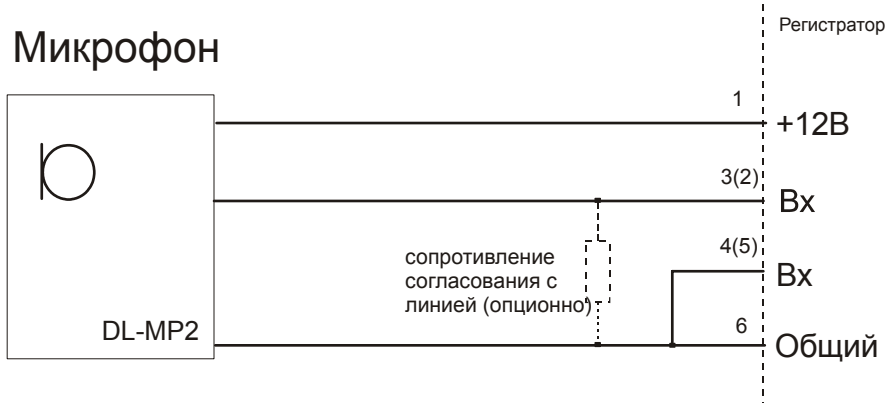 Регистратор
Микрофон
1
+12В
3(2)
Вх
4(5)
сопротивление
согласования с
линией (опционно)
Вх
DL-MP2
6
Общий